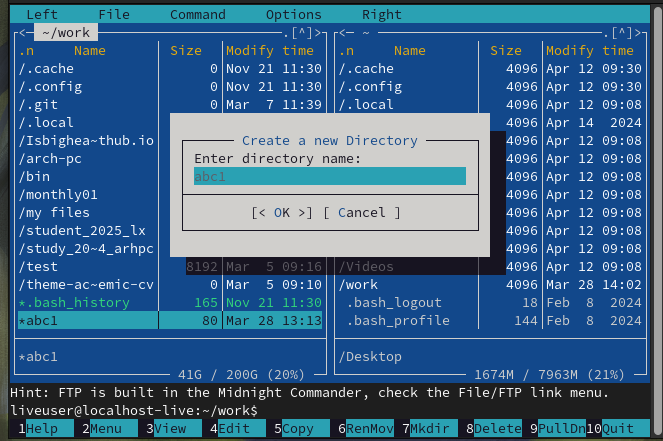 Left File Command Options Right
<─ ~/work .[^]> <─ ~ .[^]>
.n Name Size Modify time .n Name Size Modify time
/.cache 0 Nov 21 11:30 /.cache 4096 Apr 12 09:30
/.config 0 Nov 21 11:30 /.config 4096 Apr 12 09:30
/.git 0 Mar 7 11:39 /.local 4096 Apr 12 09:08
/.local 4096 Apr 14 2024
/Isbighea~thub.io 4096 Apr 12 09:08
Create a new Directory
/arch-pc Enter directory name: 4096 Apr 12 09:08
/bin abc1 4096 Apr 12 09:08
/monthly01 4096 Apr 12 09:08
/my files [< OK >] [ Cancel ] 4096 Apr 12 09:08
/student_2025_lx 4096 Apr 12 09:08
/study_20~4_arhpc 4096 Apr 12 09:08
/test 8192 Mar 5 09:16 /Videos 4096 Apr 12 09:08
/theme-ac~emic-cv 0 Mar 5 09:10 /work 4096 Mar 28 14:02
*.bash_history 165 Nov 21 11:30 .bash_logout 18 Feb 8 2024
*abc1 80 Mar 28 13:13 .bash_profile 144 Feb 8 2024
*abc1 /Desktop
41G / 200G (20%) 1674M / 7963M (21%)
Hint: FTP is built in the Midnight Commander, check the File/FTP link menu.
liveuser@localhost-live:~/work$
1Help 2Menu 3View 4Edit 5Copy 6RenMov 7Mkdir 8Delete 9PullDn 10Quit